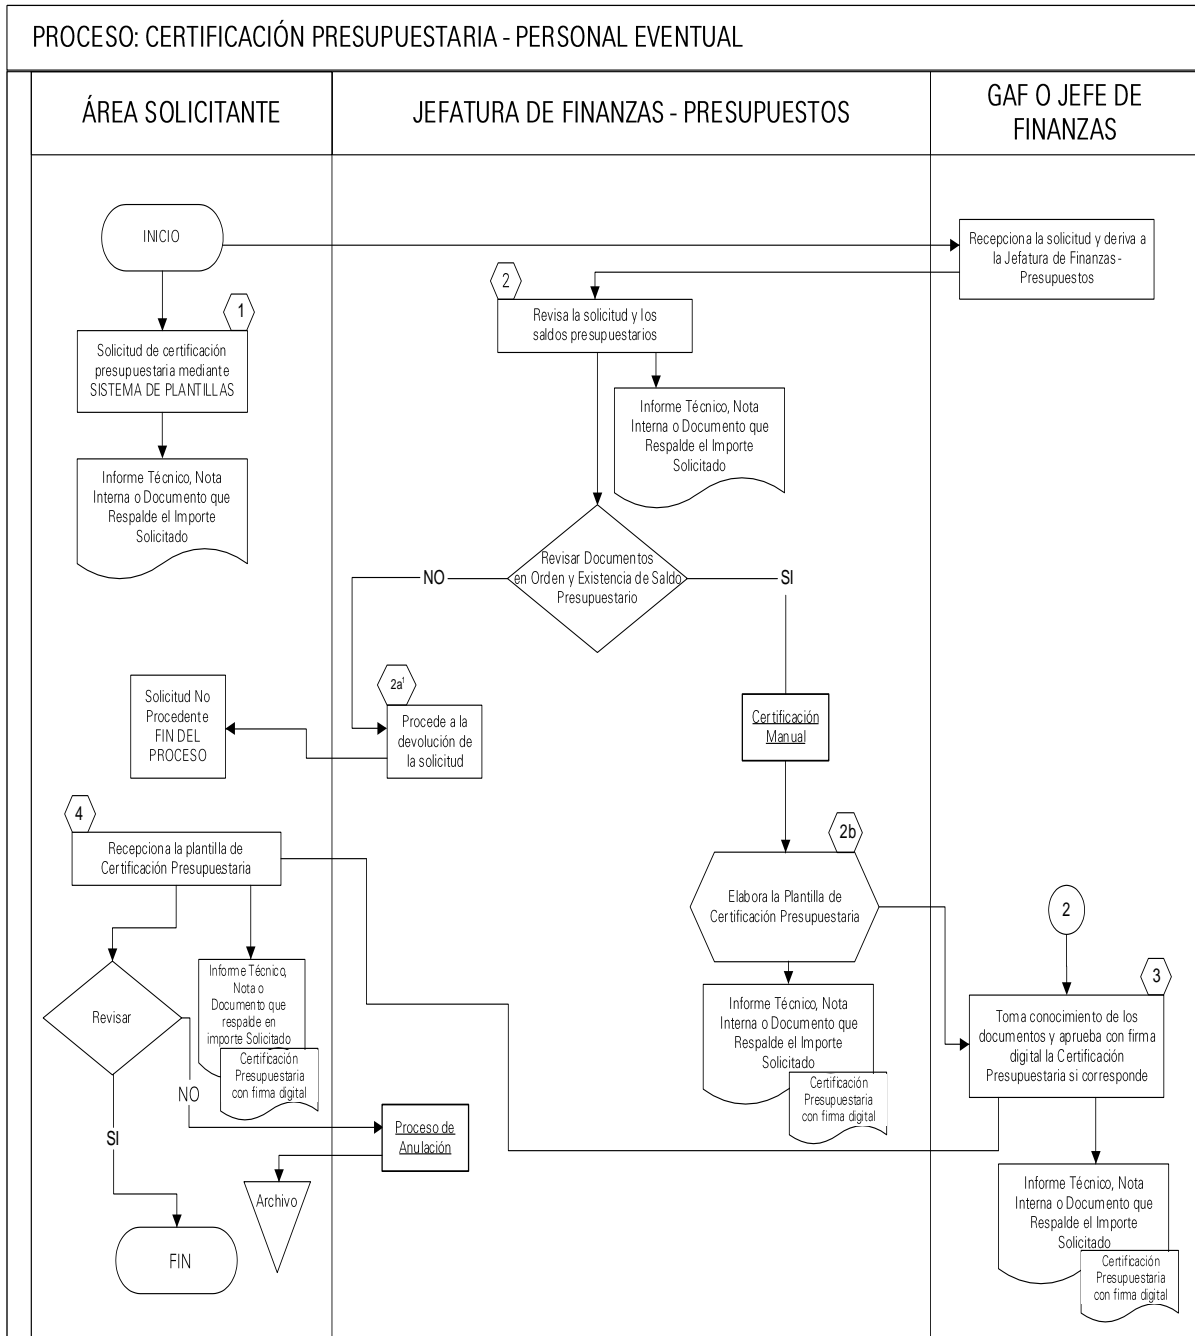 PROCESO: CERTIFICACIÓN PRESUPUESTARIA - PERSONAL EVENTUAL
ÁREA SOLICITANTE
JEFATURA DE FINANZAS - PRESUPUESTOS
GAF O JEFE DE
FINANZAS
INICIO
Recepciona la solicitud y deriva a
la Jefatura de Finanzas -
Presupuestos
2
Revisa la solicitud y los
saldos presupuestarios
1
Solicitud de certificación
presupuestaria mediante
SISTEMA DE PLANTILLAS
Informe Técnico, Nota
Interna o Documento que
Respalde el Importe
Solicitado
Informe Técnico, Nota
Interna o Documento que
Respalde el Importe
Solicitado
Revisar Documentos
en Orden y Existencia de Saldo
Presupuestario
NO
SI
2a¹
Procede a la
devolución de
la solicitud
Solicitud No
Procedente
FIN DEL
PROCESO
Certificación
Manual
4
Recepciona la plantilla de
Certificación Presupuestaria
2b
Elabora la Plantilla de
Certificación Presupuestaria
2
3
Toma conocimiento de los
documentos y aprueba con firma
digital la Certificación
Presupuestaria si corresponde
Revisar
Informe Técnico,
Nota o
Documento que
respalde en
importe Solicitado
Certificación
Presupuestaria
con firma digital
Informe Técnico, Nota
Interna o Documento que
Respalde el Importe
Solicitado
Certificación
Presupuestaria
con firma digital
NO
SI
Proceso de
Anulación
Archivo
FIN
Informe Técnico, Nota
Interna o Documento que
Respalde el Importe
Solicitado
Certificación
Presupuestaria
con firma digital